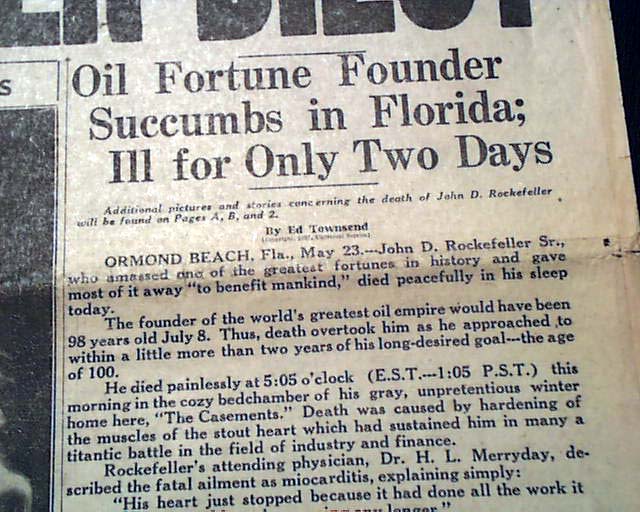 S
Oil Fortune Founder
Succumbs in Florida;
Ill for Only Two Days
Additional pictures and stories concerning the death of John D. Rockefeller
will be found on Pages A, B, and 2.
By Ed Townsend
ORMOND BEACH, Fla., May 23.---John D. Rockefeller Sr.,
who amassed one of the greatest fortunes in history and gave
most of it away "to benefit mankind," died peacefully in his sleep
today.
The founder of the world's greatest oil empire would have been
98 years old July 8. Thus, death overtook him as he approached to
within a little more than two years of his long-desired goal---the age
of 100.
He died painlessly at 5:05 o'clock (E.S.T.---1:05 P.S.T.) this
morning in the cozy bedchamber of his gray, unpretentious winter
home here, "The Casements." Death was caused by hardening of
the muscles of the stout heart which had sustained him in many a
titantic battle in the field of industry and finance.
Rockefeller's attending physician, Dr. H. L. Merryday, de-
scribed the fatal ailment as miocarditis, explaining simply:
"His heart just stopped because it had done all the work it
longer."